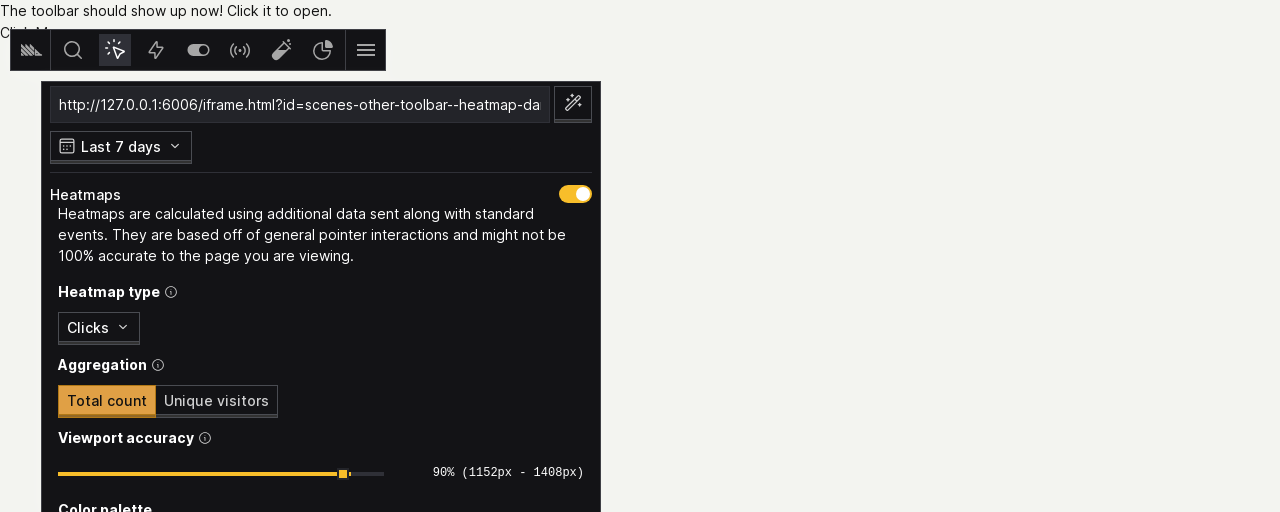 The toolbar should show up now! Click it to open.
http://127.0.0.1:6006/iframe.html?id=scenes-other-toolbar--heatmap-da
Last 7 days
Heatmaps
Heatmaps are calculated using additional data sent along with standard
events. They are based off of general pointer interactions and might not be
100% accurate to the page you are viewing.
Heatmap type
Clicks
Aggregation
Total count Unique visitors
Viewport accuracy
90% (1152px - 1408px)
Color palette